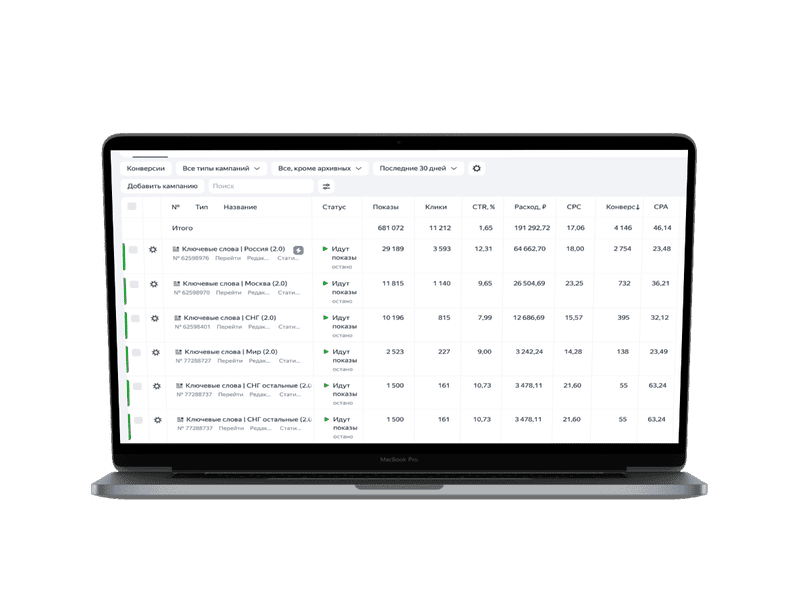 Конверсии Все типы кампаний Все, кроме архивных Последние 30 дней
Добавить кампанию Поиск
№ Тип Название Статус Показы Клики CTR, % Расход, ₽ CPC Конверс↓ CPA
Итого 681 072 11 212 1,65 191 292,72 17,06 4 146 46,14
Ключевые слова | Россия (2.0) Идут показы 29 189 3 593 12,31 64 662,70 18,00 2 754 23,48
№ 62598976 Перейти Редак... Стати... остано
Ключевые слова | Москва (2.0) Идут показы 11 815 1 140 9,65 26 504,69 23,25 732 36,21
№ 62598970 Перейти Редак... Стати... остано
Ключевые слова | СНГ (2.0) Идут показы 10 196 815 7,99 12 686,69 15,57 395 32,12
№ 62598401 Перейти Редак... Стати... остано
Ключевые слова | Мир (2.0) Идут показы 2 523 227 9,00 3 242,24 14,28 138 23,49
№ 77288727 Перейти Редак... Стати... остано
Ключевые слова | СНГ остальные (2.0 Идут показы 1 500 161 10,73 3 478,11 21,60 55 63,24
№ 77288737 Перейти Редак... Стати... остано
Ключевые слова | СНГ остальные (2.0 Идут показы 1 500 161 10,73 3 478,11 21,60 55 63,24
№ 77288737 Перейти Редак... Стати... остано
MacBook Pro